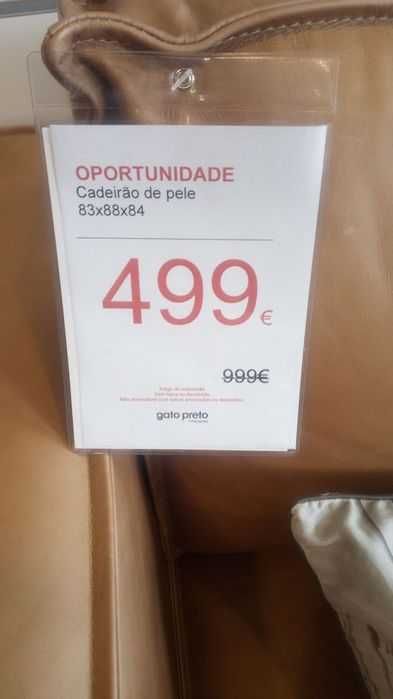 OPORTUNIDADE
Cadeirão de pele
83x88x84
499€
999€
gato preto